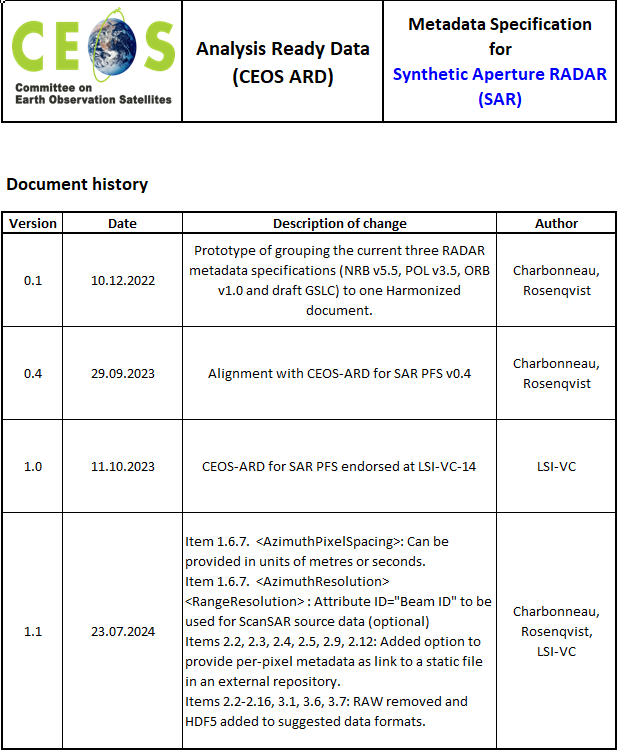 CEOS
Committee on
Earth Observation Satellites
Analysis Ready Data
(CEOS ARD)
Metadata Specification
for
Synthetic Aperture RADAR
(SAR)
Document history
Version Date Description of change Author
0.1 10.12.2022 Prototype of grouping the current three RADAR
metadata specifications (NRB v5.5, POL v3.5, ORB
v1.0 and draft GSLC) to one Harmonized
document.
Charbonneau,
Rosenqvist
0.4 29.09.2023 Alignment with CEOS-ARD for SAR PFS v0.4
Charbonneau,
Rosenqvist
1.0 11.10.2023 CEOS-ARD for SAR PFS endorsed at LSI-VC-14 LSI-VC
1.1 23.07.2024
Item 1.6.7.  <AzimuthPixelSpacing>: Can be
provided in units of metres or seconds.
Item 1.6.7.  <AzimuthResolution>
<RangeResolution> : Attribute ID="Beam ID" to be
used for ScanSAR source data (optional)
Items 2.2, 2.3, 2.4, 2.5, 2.9, 2.12: Added option to
provide per-pixel metadata as link to a static file
in an external repository.
Items 2.2-2.16, 3.1, 3.6, 3.7: RAW removed and
HDF5 added to suggested data formats.
Charbonneau,
Rosenqvist,
LSI-VC